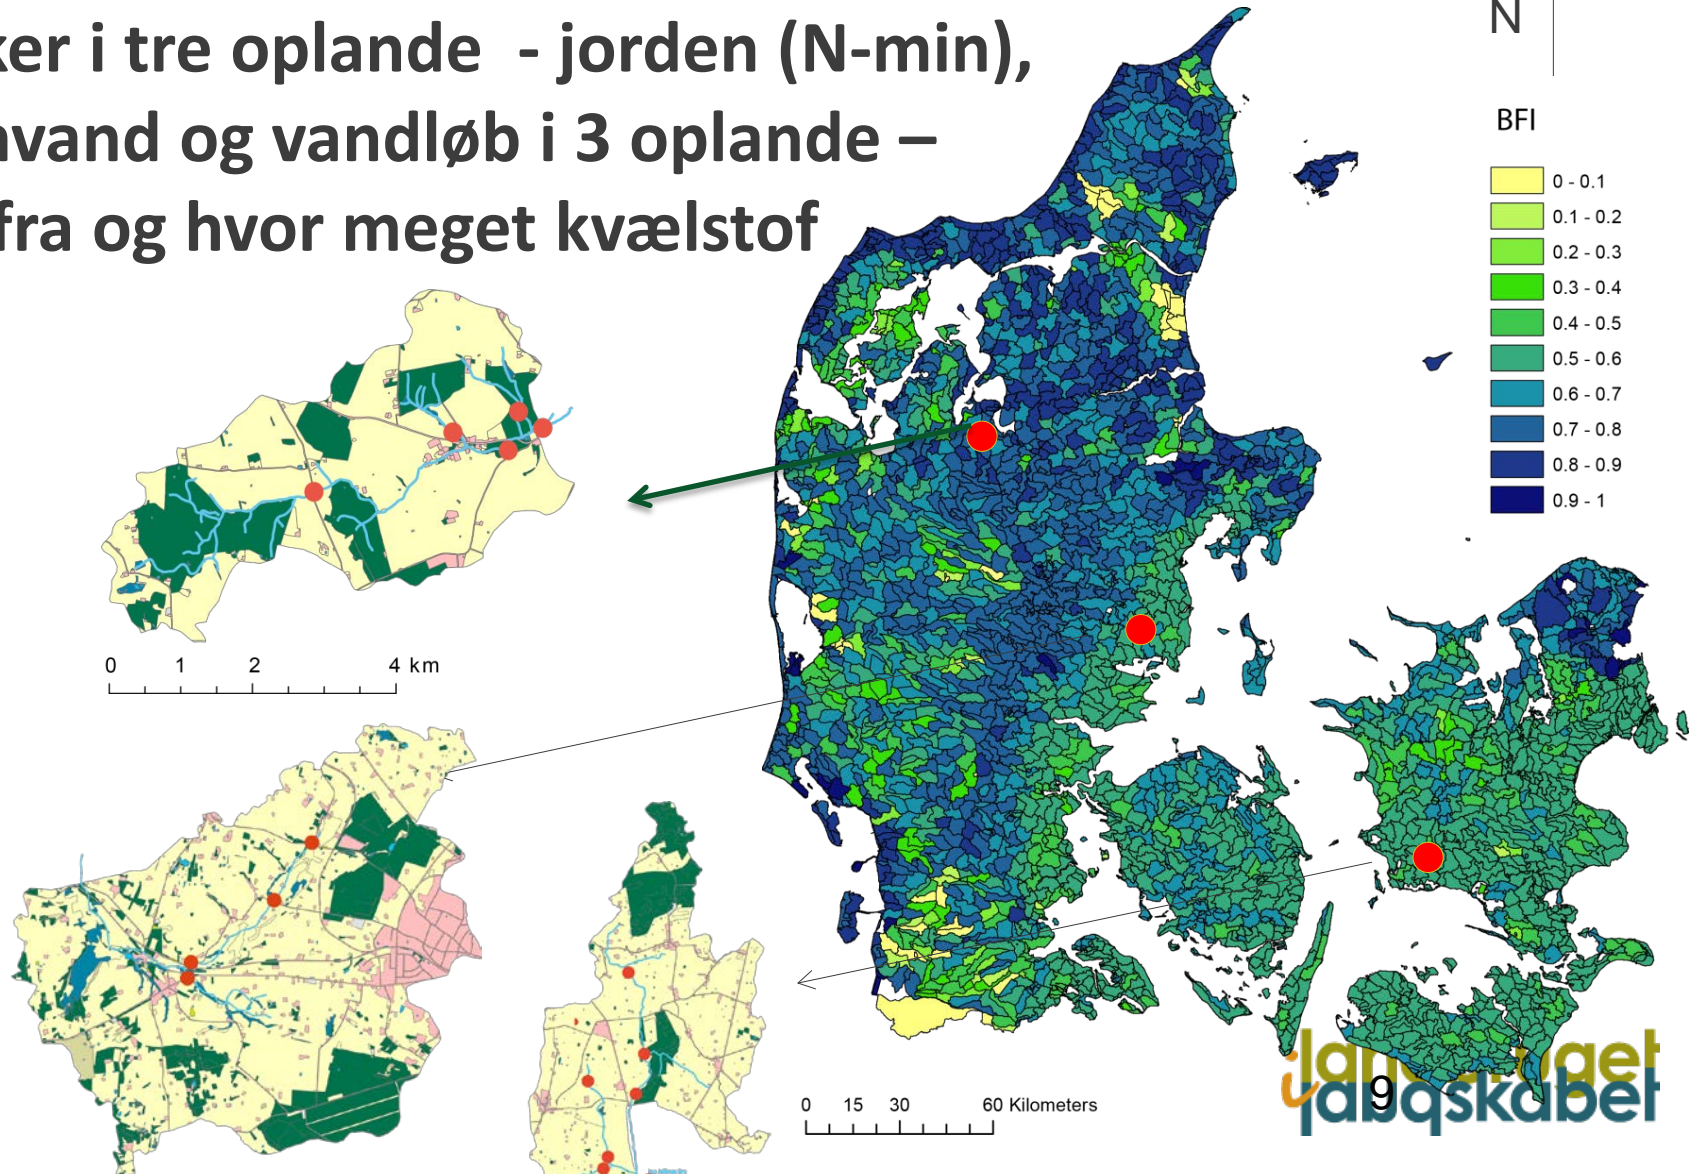 ker i tre oplande - jorden (N-min),
vand og vandløb i 3 oplande –
fra og hvor meget kvælstof
N
BFI
0 - 0.1
0.1 - 0.2
0.2 - 0.3
0.3 - 0.4
0.4 - 0.5
0.5 - 0.6
0.6 - 0.7
0.7 - 0.8
0.8 - 0.9
0.9 - 1
0 1 2 4 km
0 15 30 60 Kilometers
9